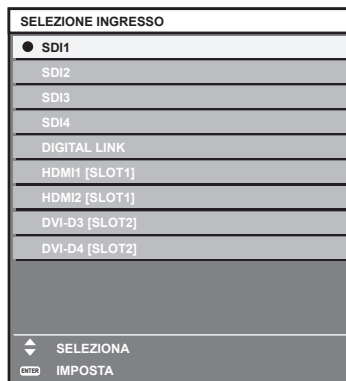 SELEZIONE INGRESSO
SDI1
SDI2
SDI3
SDI4
DIGITAL LINK
HDMI1 [SLOT1]
HDMI2 [SLOT1]
DVI-D3 [SLOT2]
DVI-D4 [SLOT2]
SELEZIONA
ENTER IMPOSTA